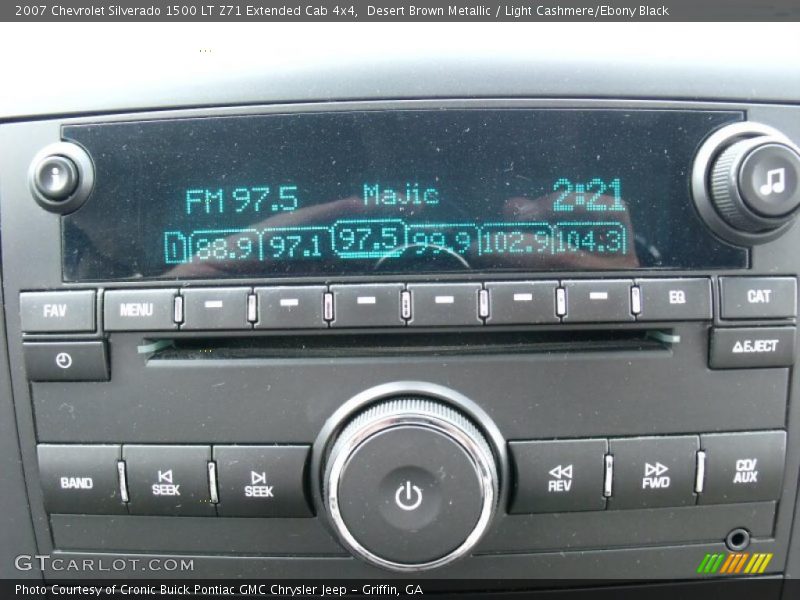 2007 Chevrolet Silverado 1500 LT Z71 Extended Cab 4x4,  Desert Brown Metallic / Light Cashmere/Ebony Black
i
FM 97.5 Majic 2:21
1 88.9 97.1 97.5 99.9 102.9 104.3
FAV MENU EQ CAT
EJECT
BAND SEEK SEEK REV FWD CD/AUX
GTCARLOT.COM
Photo Courtesy of Cronic Buick Pontiac GMC Chrysler Jeep - Griffin, GA